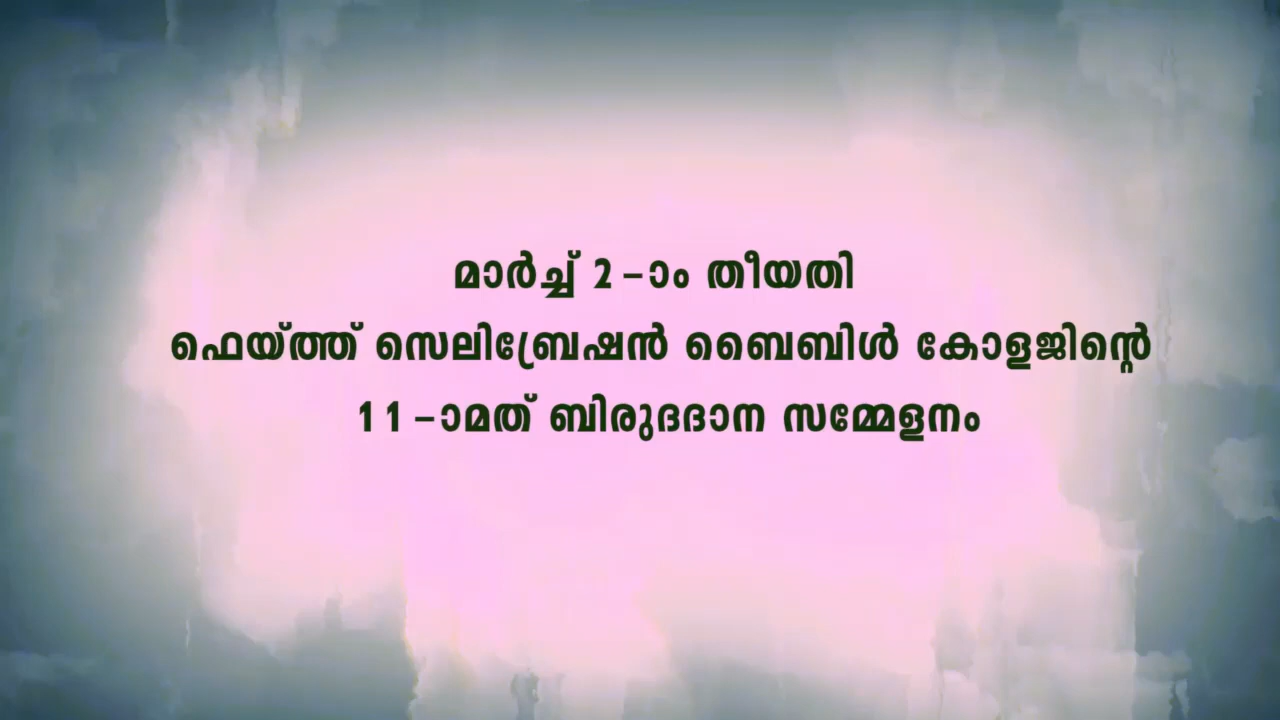 മാർച്ച് 2-ാം തീയതി
ഫെയ്ത്ത് സെലിബ്രേഷൻ ബൈബിൾ കോളജിന്റെ
11-ാമത് ബിരുദദാന സമ്മേളനം